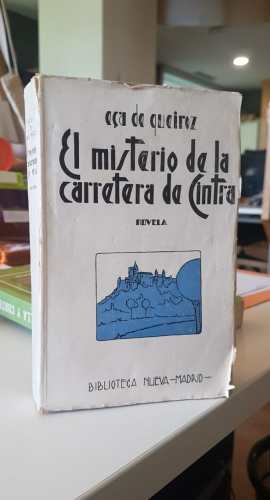 eça de queiroz
El misterio de la
carretera de Cintra
NOVELA
BIBLIOTECA NUEVA—MADRID—